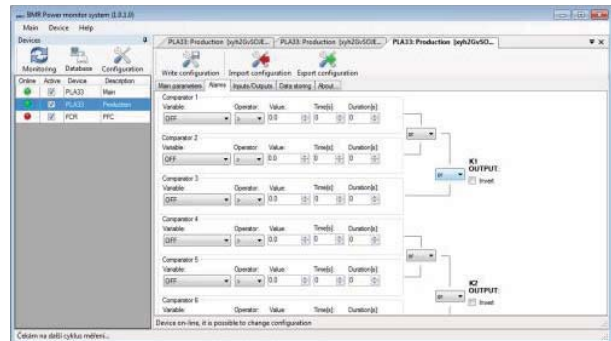 BMR Power monitor system (1.0.1.0)
Main Device Help
Devices
Monitoring Database Configuration
Online Active Device Description
PLA33 Main
PLA33 Production
FCR PFC
PLA33: Production
PLA33: Production
PLA33: Production
Write configuration Import configuration Export configuration
Main parameters Alarms Inputs/Outputs Data storing About...
Comparator 1
Variable: Operator: Value: Time[s]: Duration[s]:
OFF > 0.0 0 0
or
Comparator 2
Variable: Operator: Value: Time[s]: Duration[s]:
OFF > 0.0 0 0
K1
OUTPUT:
or
Invert
Comparator 3
Variable: Operator: Value: Time[s]: Duration[s]:
OFF > 0.0 0 0
Comparator 4
Variable: Operator: Value: Time[s]: Duration[s]:
OFF > 0.0 0 0
or
Comparator 5
Variable: Operator: Value: Time[s]: Duration[s]:
OFF > 0.0 0 0
K2
OUTPUT:
or
Invert
Comparator 6
Variable: Operator: Value: Time[s]: Duration[s]:
Device on-line, it is possible to change configuration
Čekám na další cyklus měření...